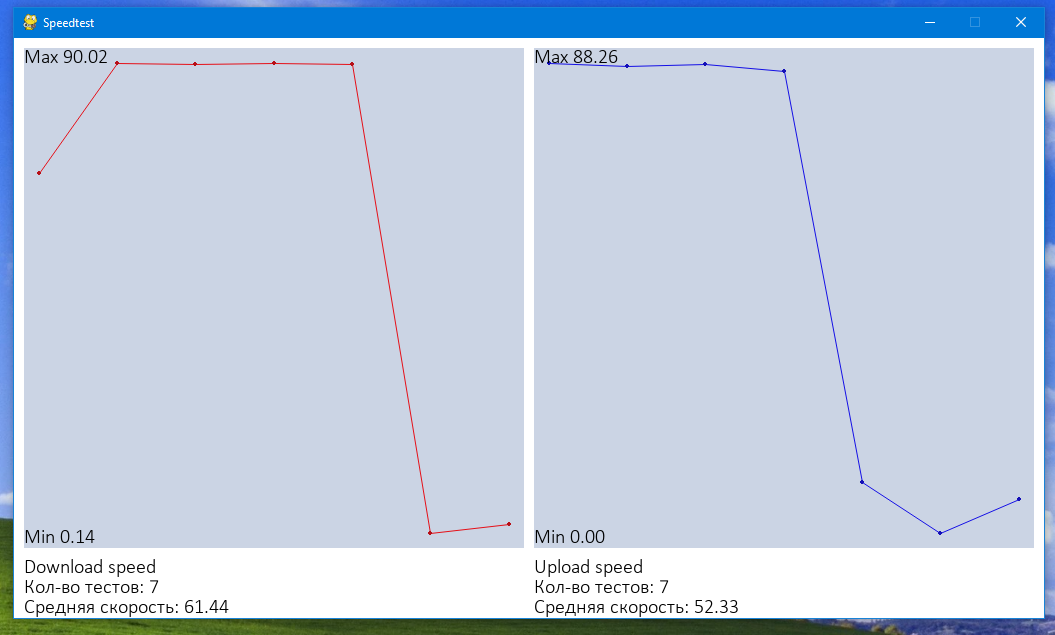 Speedtest
Max 90.02
Min 0.14
Download speed
Кол-во тестов: 7
Средняя скорость: 61.44
Max 88.26
Min 0.00
Upload speed
Кол-во тестов: 7
Средняя скорость: 52.33